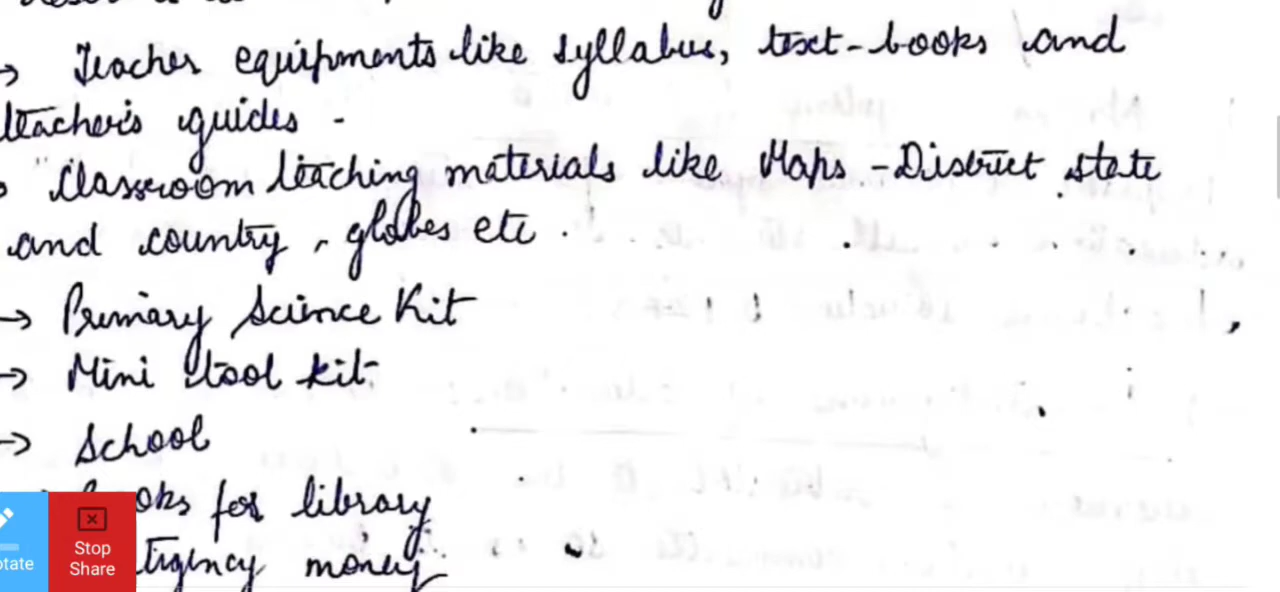 → Teacher equipments like syllabus, text-books and
teacher's guides -
Classroom teaching materials like Maps - District state
and country, globes etc.
→ Primary Science Kit
→ Mini tool kit
→ School
for library
money
tate
Stop
Share